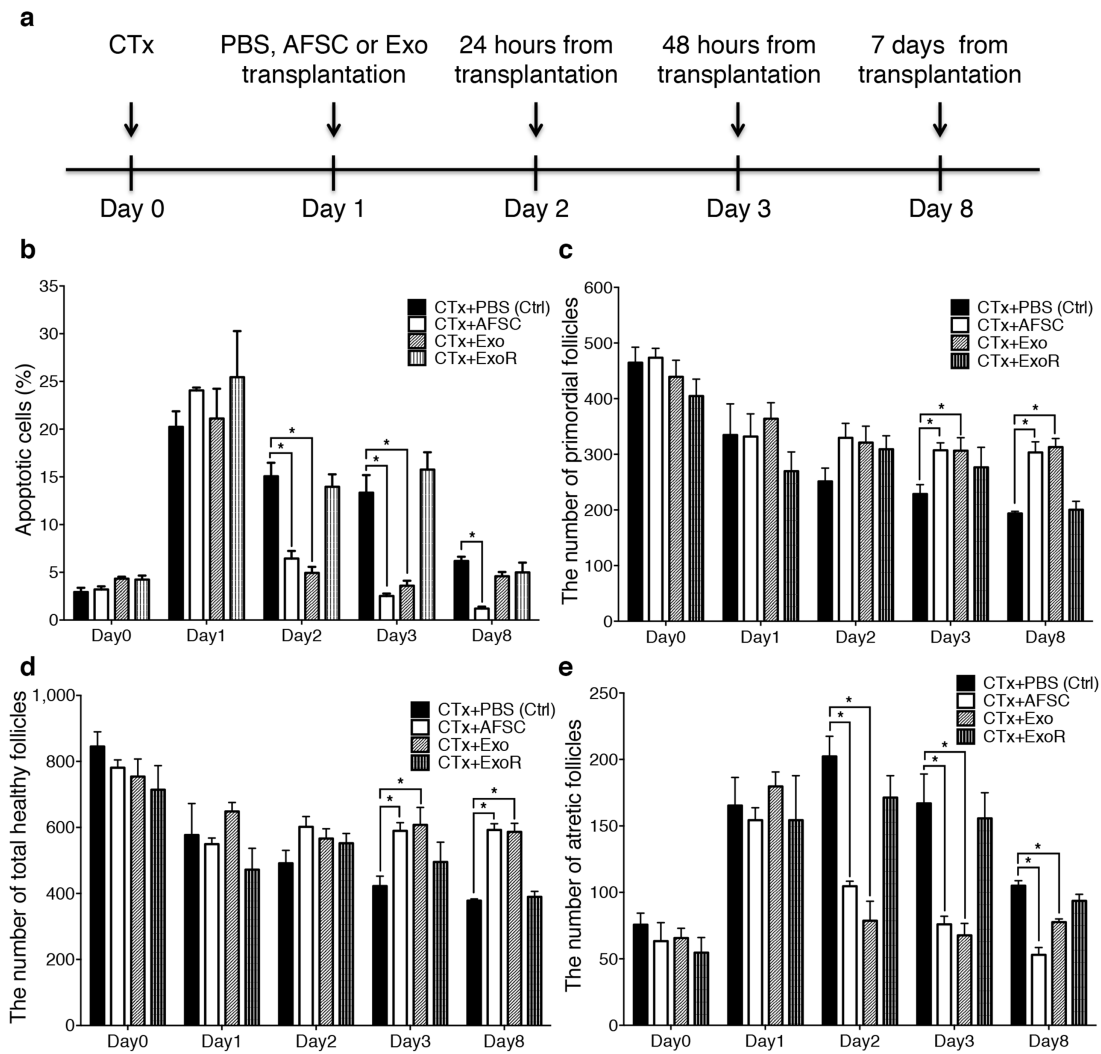 a
CTx
PBS, AFSC or Exo
transplantation
24 hours from
transplantation
48 hours from
transplantation
7 days from
transplantation
Day 0
Day 1
Day 2
Day 3
Day 8
b
Apoptotic cells (%)
35
30
25
20
15
10
5
0
CTx+PBS (Ctrl)
CTx+AFSC
CTx+Exo
CTx+ExoR
*
*
*
*
*
Day0
Day1
Day2
Day3
Day8
c
The number of primordial follicles
600
500
400
300
200
100
0
CTx+PBS (Ctrl)
CTx+AFSC
CTx+Exo
CTx+ExoR
*
*
*
*
Day0
Day1
Day2
Day3
Day8
d
The number of total healthy follicles
1,000
800
600
400
200
0
CTx+PBS (Ctrl)
CTx+AFSC
CTx+Exo
CTx+ExoR
*
*
*
*
Day0
Day1
Day2
Day3
Day8
e
The number of atretic follicles
250
200
150
100
50
0
CTx+PBS (Ctrl)
CTx+AFSC
CTx+Exo
CTx+ExoR
*
*
*
*
*
*
Day0
Day1
Day2
Day3
Day8